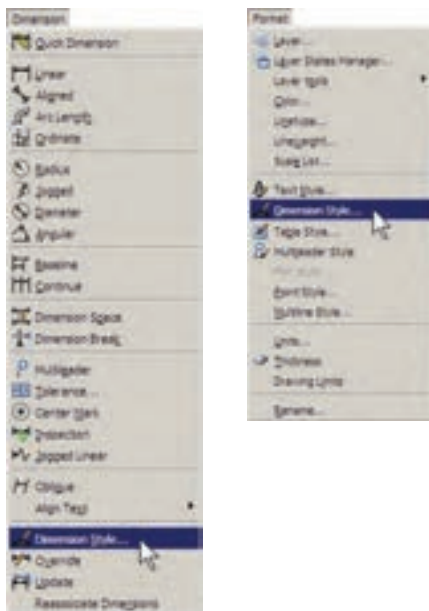 Dimension
Quick Dimension
Linear
Aligned
Arc Length
Ordinate
Radius
Jogged
Diameter
Angular
Baseline
Continue
Dimension Space
Dimension Break
Multileader
Tolerance...
Center Mark
Inspection
Jogged Linear
Oblique
Align Text
Dimension Style...
Override
Update
Reassociate Dimensions
Format
Layer...
Layer States Manager...
Layer tools
Color...
Linetype...
Lineweight...
Scale List...
Text Style...
Dimension Style...
Table Style...
Multileader Style
Point Style...
Multiline Style...
Units...
Thickness
Drawing Limits
Rename...